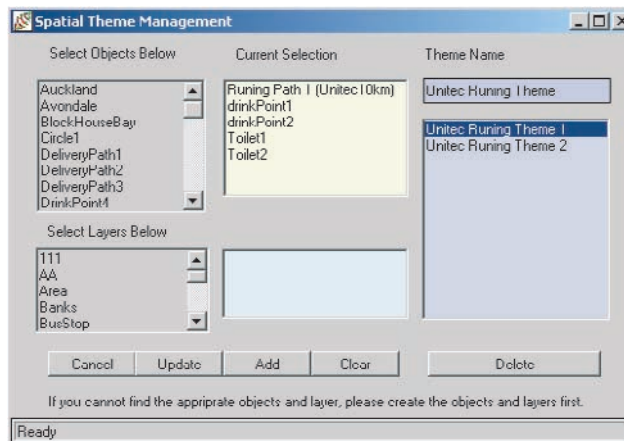 Spatial Theme Management
Select Objects Below
Current Selection
Theme Name
Auckland
Avondale
BlockHouseBay
Circle1
DeliveryPath1
DeliveryPath2
DeliveryPath3
DrinkPoint4
Runing Path 1 (Unitec10km)
drinkPoint1
drinkPoint2
Toilet1
Toilet2
Unitec Runing Theme
Unitec Runing Theme 1
Unitec Runing Theme 2
Select Layers Below
111
AA
Area
Banks
BusStop
Cancel
Update
Add
Clear
Delete
If you cannot find the apprpriate objects and layer, please create the objects and layers first.
Ready